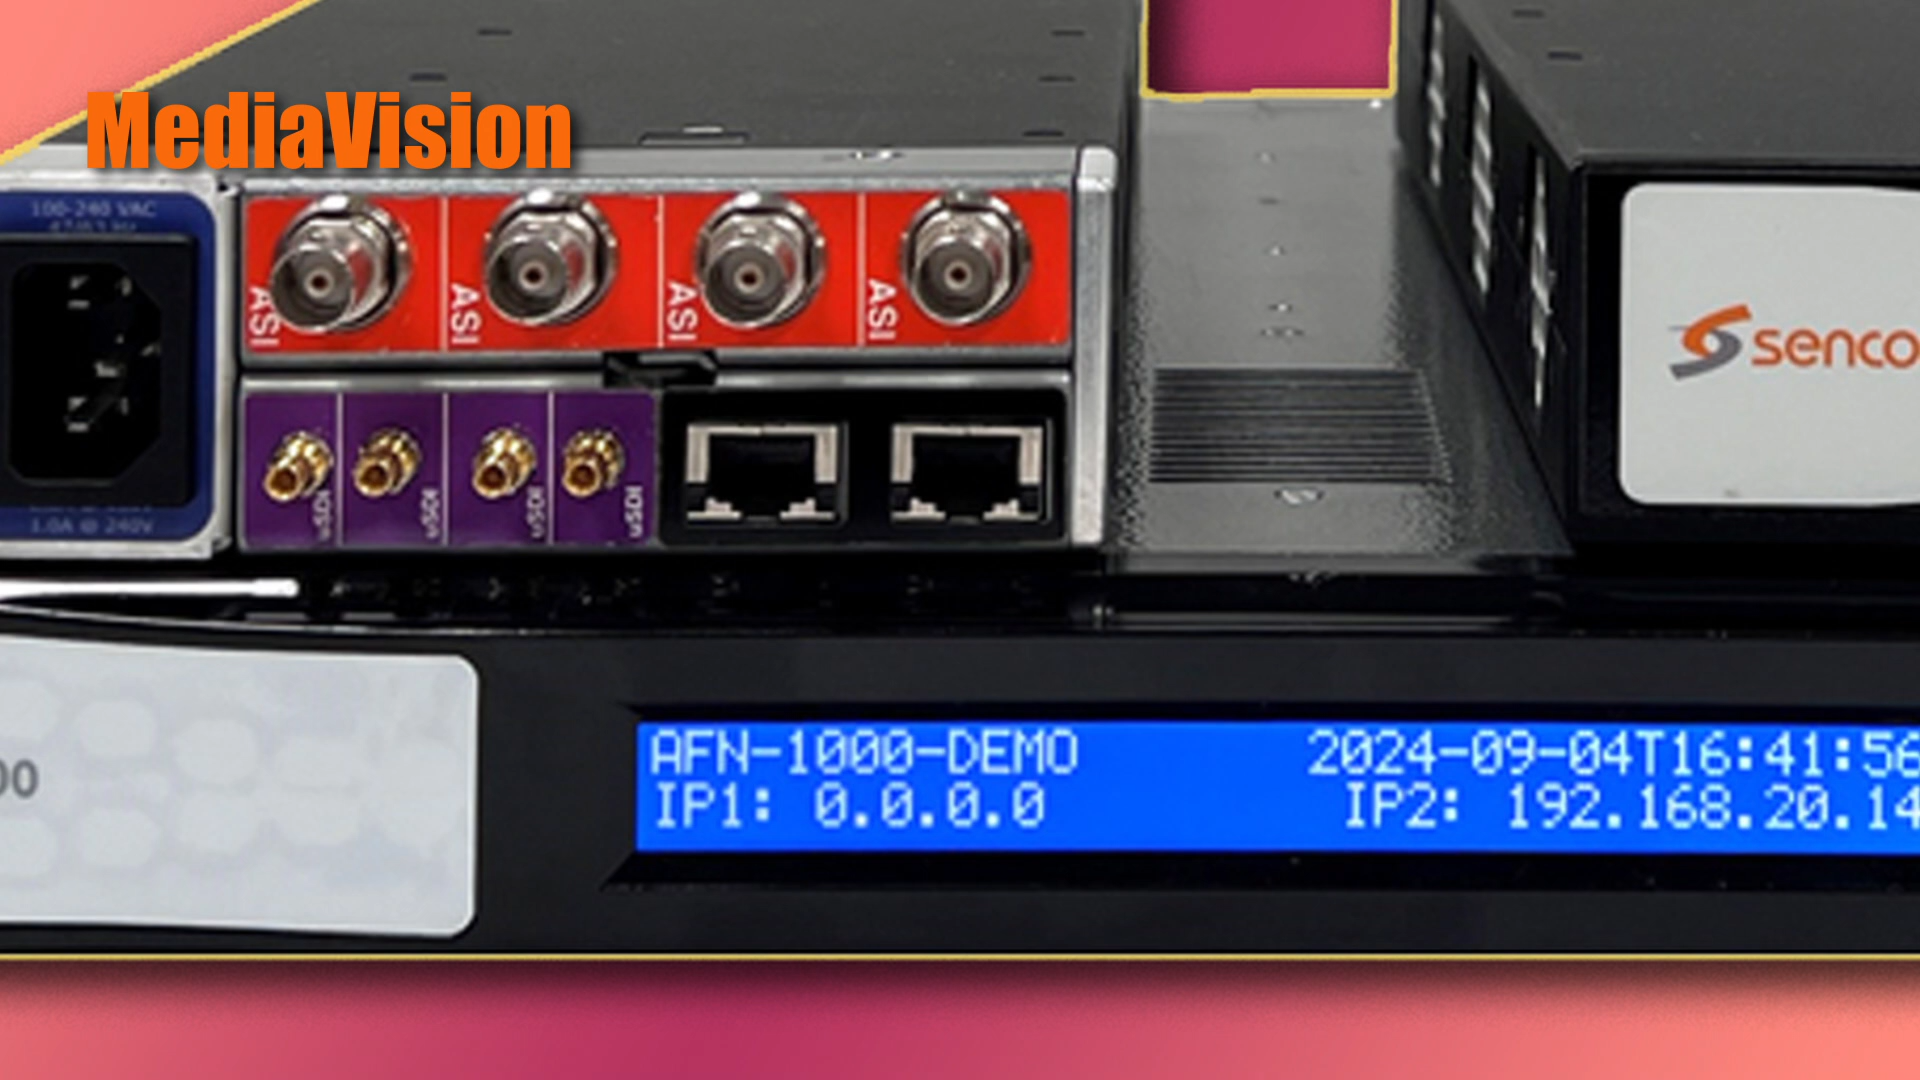 MediaVision
100-240 VAC
ASI
ASI
ASI
ASI
1.0A @ 240V
senco
00
AFN-1000-DEMO
2024-09-04T16:41:56
IP1: 0.0.0.0
IP2: 192.168.20.14